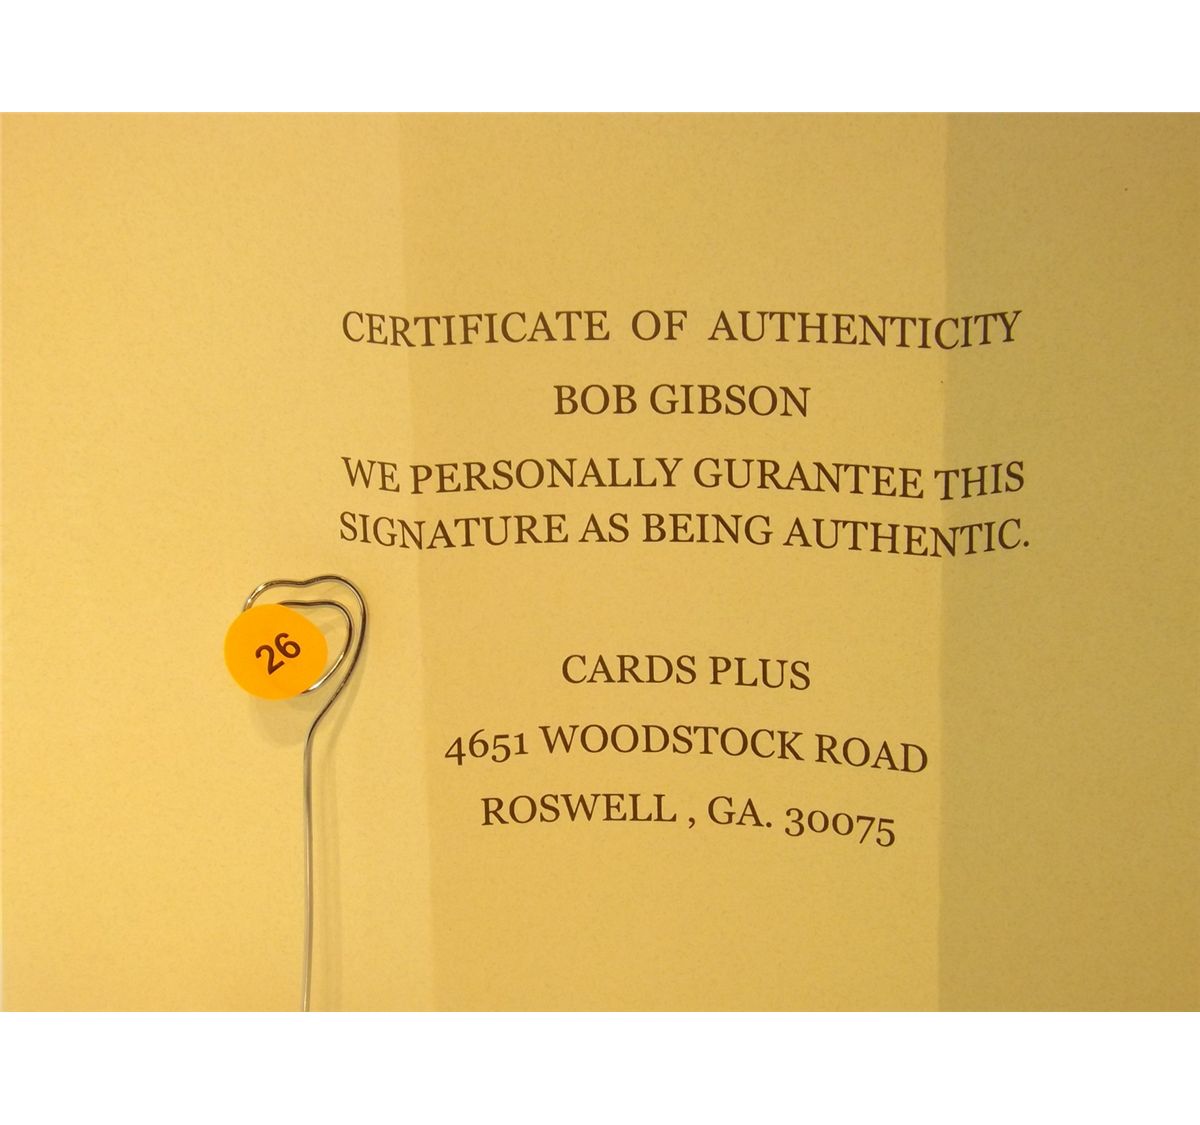 CERTIFICATE OF AUTHENTICITY
BOB GIBSON
WE PERSONALLY GURANTEE THIS
SIGNATURE AS BEING AUTHENTIC.
26
CARDS PLUS
4651 WOODSTOCK ROAD
ROSWELL , GA. 30075